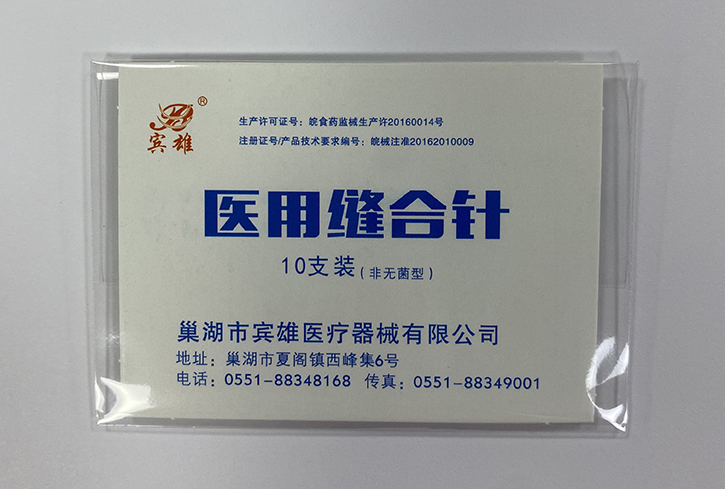 宾雄®
生产许可证号：皖食药监械生产许20160014号
注册证号/产品技术要求编号：皖械注准20162010009
医用缝合针
10支装（非无菌型）
巢湖市宾雄医疗器械有限公司
地址：巢湖市夏阁镇西峰集6号
电话：0551-88348168 传真：0551-88349001